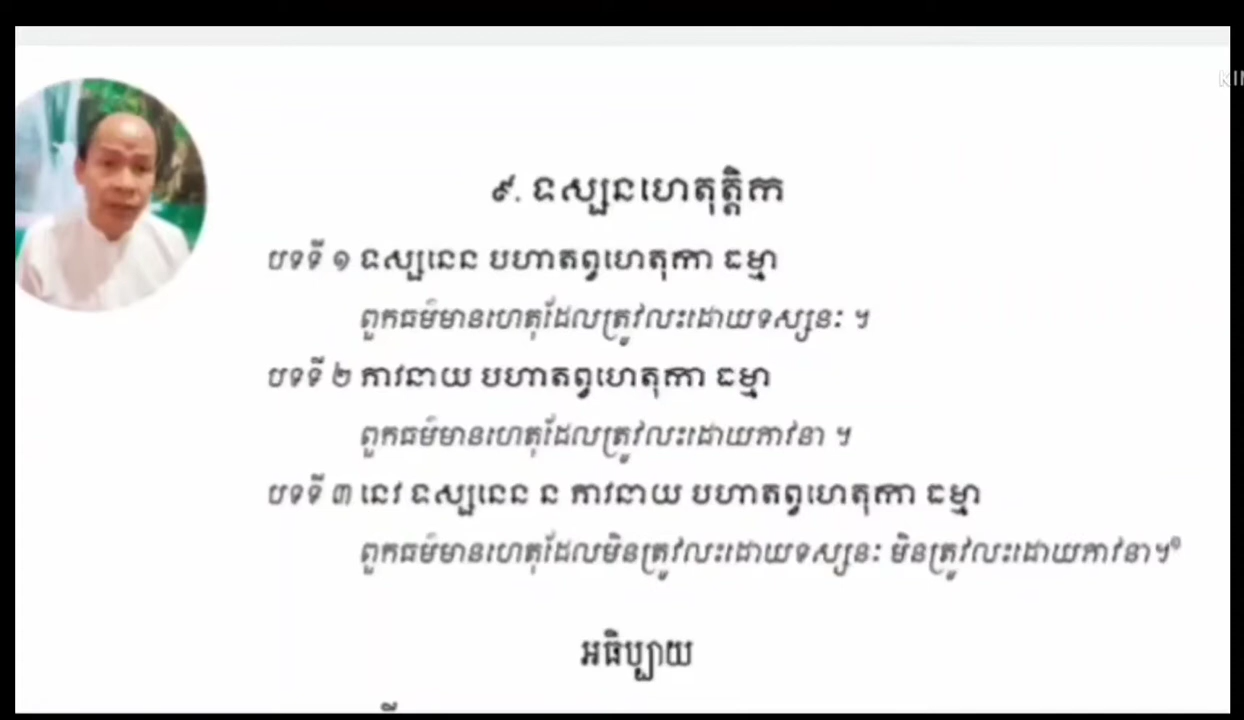 ៩. ទស្សនហេតុត្តិក
បទទី ១ ទស្សនេន បហាតព្វហេតុកា ធម្មា
ពួកធម៌មានហេតុដែលត្រូវលះដោយទស្សនៈ ។
បទទី ២ ភាវនាយ បហាតព្វហេតុកា ធម្មា
ពួកធម៌មានហេតុដែលត្រូវលះដោយភាវនា ។
បទទី ៣ នេវ ទស្សនេន ន ភាវនាយ បហាតព្វហេតុកា ធម្មា
ពួកធម៌មានហេតុដែលមិនត្រូវលះដោយទស្សនៈ មិនត្រូវលះដោយភាវនា។
អធិប្បាយ